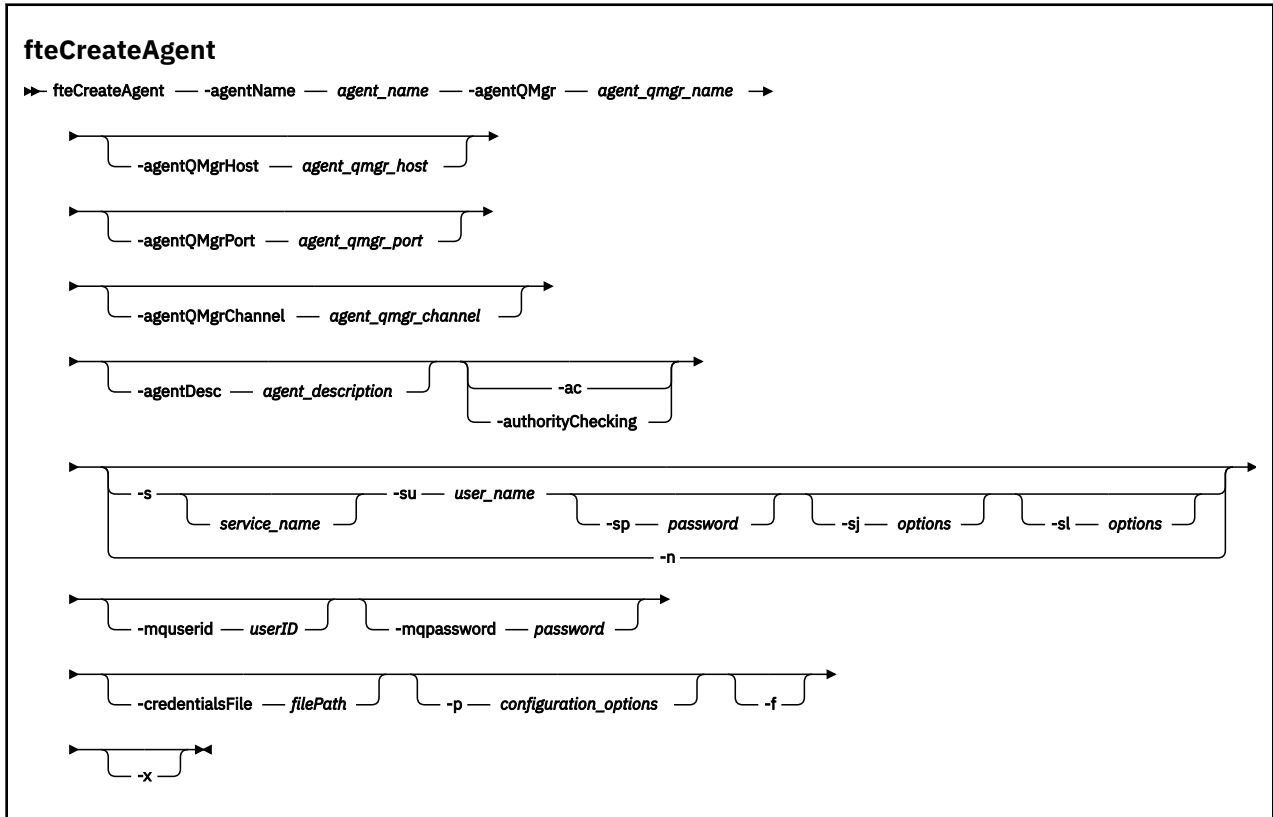 fteCreateAgent
fteCreateAgent -agentName agent_name -agentQMgr agent_qmgr_name
-agentQMgrHost agent_qmgr_host
-agentQMgrPort agent_qmgr_port
-agentQMgrChannel agent_qmgr_channel
-agentDesc agent_description -ac
-authorityChecking
-s service_name -su user_name -sp password -sj options -sl options
-n
-mquserid userID -mqpassword password
-credentialsFile filePath -p configuration_options -f
-x